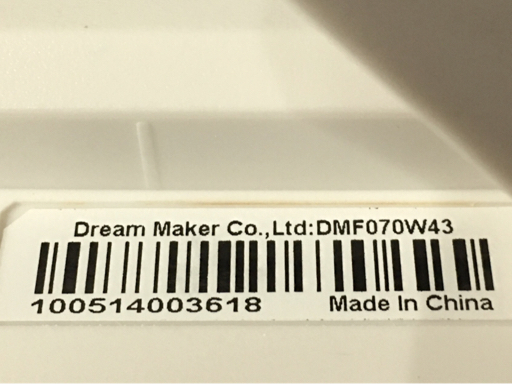 Dream Maker Co.,Ltd:DMF070W43
100514003618 Made In China